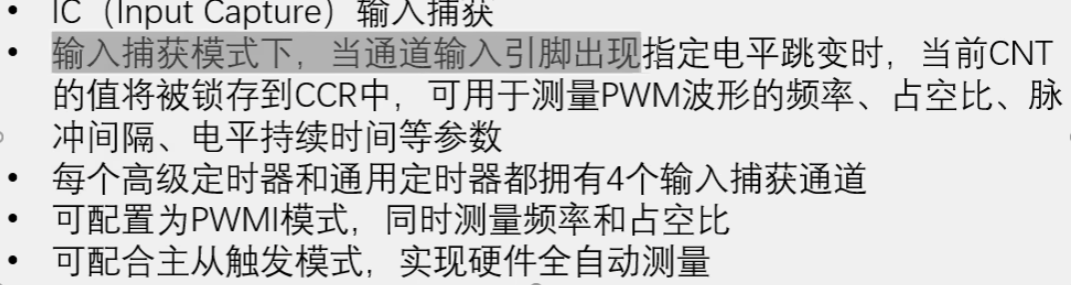 • IC（Input Capture）输入捕获
• 输入捕获模式下，当通道输入引脚出现指定电平跳变时，当前CNT
的值将被锁存到CCR中，可用于测量PWM波形的频率、占空比、脉
冲间隔、电平持续时间等参数
• 每个高级定时器和通用定时器都拥有4个输入捕获通道
• 可配置为PWMI模式，同时测量频率和占空比
• 可配合主从触发模式，实现硬件全自动测量